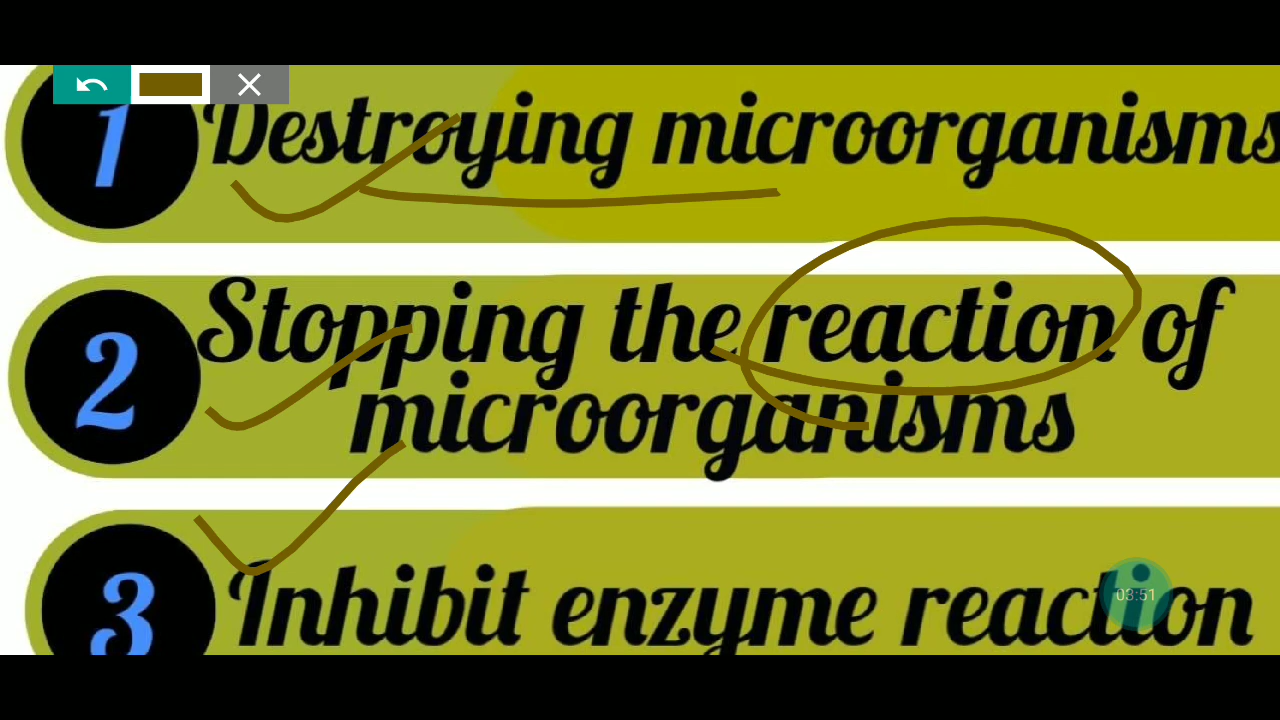 1 Destroying microorganisms
2 Stopping the reaction of
microorganisms
3 Inhibit enzyme reaction
03:51